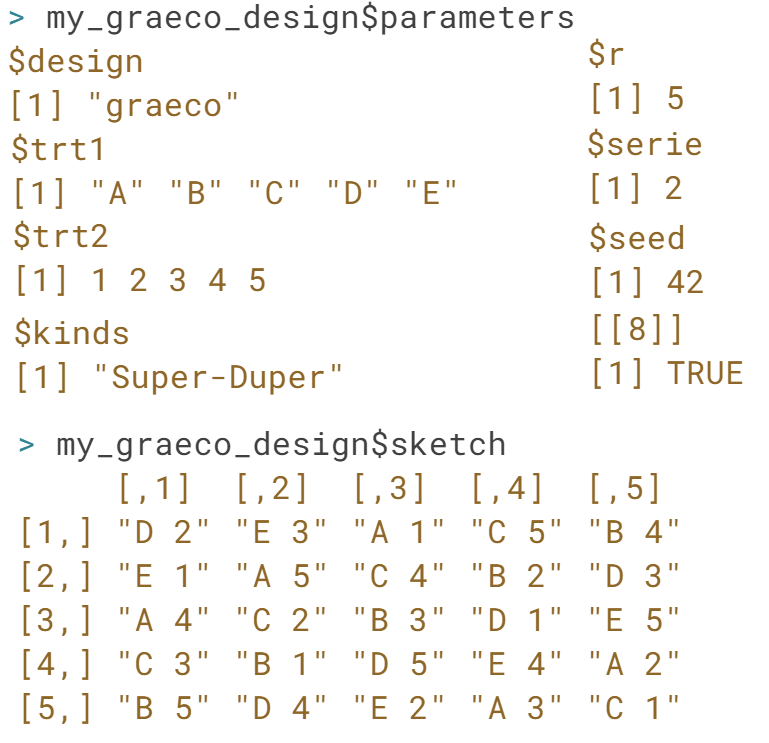 > my_graeco_design$parameters
$design
[1] "graeco"
$trt1
[1] "A" "B" "C" "D" "E"
$trt2
[1] 1 2 3 4 5
$kinds
[1] "Super-Duper"
$r
[1] 5
$serie
[1] 2
$seed
[1] 42
[[8]]
[1] TRUE
> my_graeco_design$sketch
[,1] [,2] [,3] [,4] [,5]
[1,] "D 2" "E 3" "A 1" "C 5" "B 4"
[2,] "E 1" "A 5" "C 4" "B 2" "D 3"
[3,] "A 4" "C 2" "B 3" "D 1" "E 5"
[4,] "C 3" "B 1" "D 5" "E 4" "A 2"
[5,] "B 5" "D 4" "E 2" "A 3" "C 1"